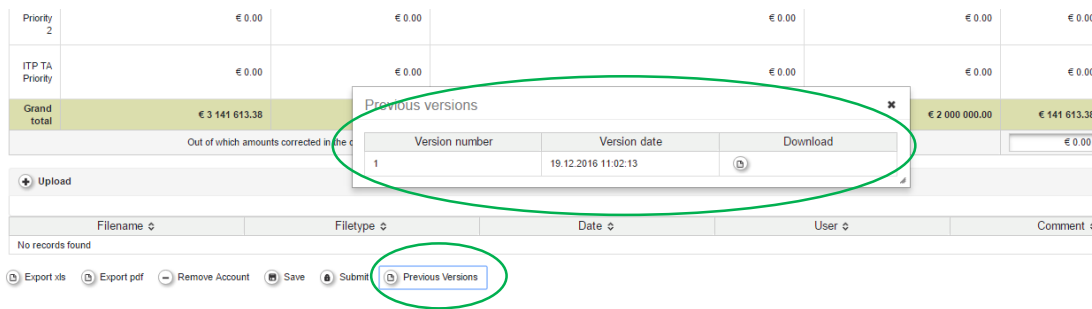 Priority 2 € 0.00 € 0.00 € 0.00 € 0.00 € 0.00
ITP TA Priority € 0.00 € 0.00 € 0.00 € 0.00 € 0.00
Previous versions
Grand total € 3 141 613.38 € 2 000 000.00 € 141 613.38
Version number Version date Download
Out of which amounts corrected in the € 0.00
1 19.12.2016 11:02:13
Upload
Filename Filetype Date User Comment
No records found
Export xls Export pdf Remove Account Save Submit Previous Versions